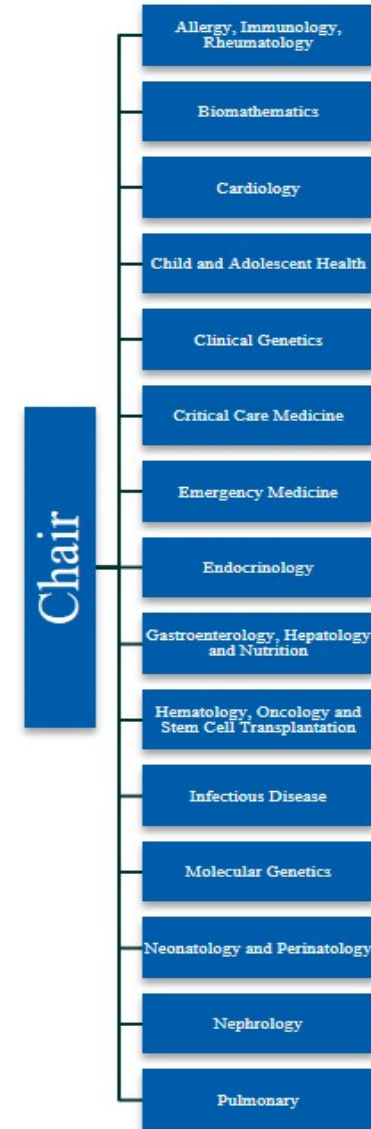 Allergy, Immunology,
Rheumatology
Biomathematics
Cardiology
Child and Adolescent Health
Clinical Genetics
Critical Care Medicine
Chair
Emergency Medicine
Endocrinology
Gastroenterology, Hepatology
and Nutrition
Hematology, Oncology and
Stem Cell Transplantation
Infectious Disease
Molecular Genetics
Neonatology and Perinatology
Nephrology
Pulmonary